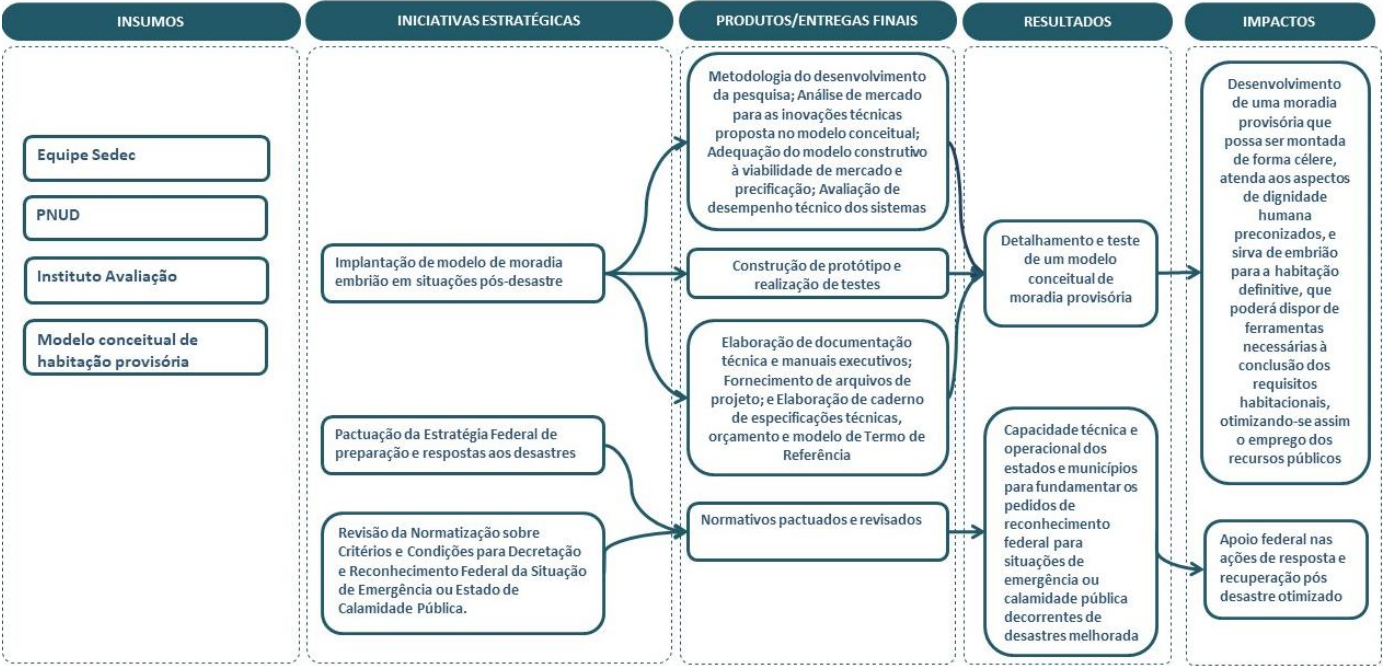 INSUMOS
INICIATIVAS ESTRATÉGICAS
PRODUTOS/ENTREGAS FINAIS
RESULTADOS
IMPACTOS
Equipe Sedec
PNUD
Instituto Avaliação
Modelo conceitual de
habitação provisória
Implantação de modelo de moradia
embrião em situações pós-desastre
Pactuação da Estratégia Federal de
preparação e respostas aos desastres
Revisão da Normatização sobre
Critérios e Condições para Decretação
e Reconhecimento Federal da Situação
de Emergência ou Estado de
Calamidade Pública.
Metodologia do desenvolvimento
da pesquisa; Análise de mercado
para as inovações técnicas
proposta no modelo conceitual;
Adequação do modelo construtivo
à viabilidade de mercado e
precificação; Avaliação de
desempenho técnico dos sistemas
Construção de protótipo e
realização de testes
Elaboração de documentação
técnica e manuais executivos;
Fornecimento de arquivos de
projeto; e Elaboração de caderno
de especificações técnicas,
orçamento e modelo de Termo de
Referência
Normativos pactuados e revisados
Detalhamento e teste
de um modelo
conceitual de
moradia provisória
Capacidade técnica e
operacional dos
estados e municípios
para fundamentar os
pedidos de
reconhecimento
federal para
situações de
emergência ou
calamidade pública
decorrentes de
desastres melhorada
Desenvolvimento
de uma moradia
provisória que
possa ser montada
de forma célere,
atenda aos aspectos
de dignidade
humana
preconizados, e
sirva de embrião
para a habitação
definitive, que
poderá dispor de
ferramentas
necessárias à
conclusão dos
requisitos
habitacionais,
otimizando-se assim
o emprego dos
recursos públicos
Apoio federal nas
ações de resposta e
recuperação pós
desastre otimizado